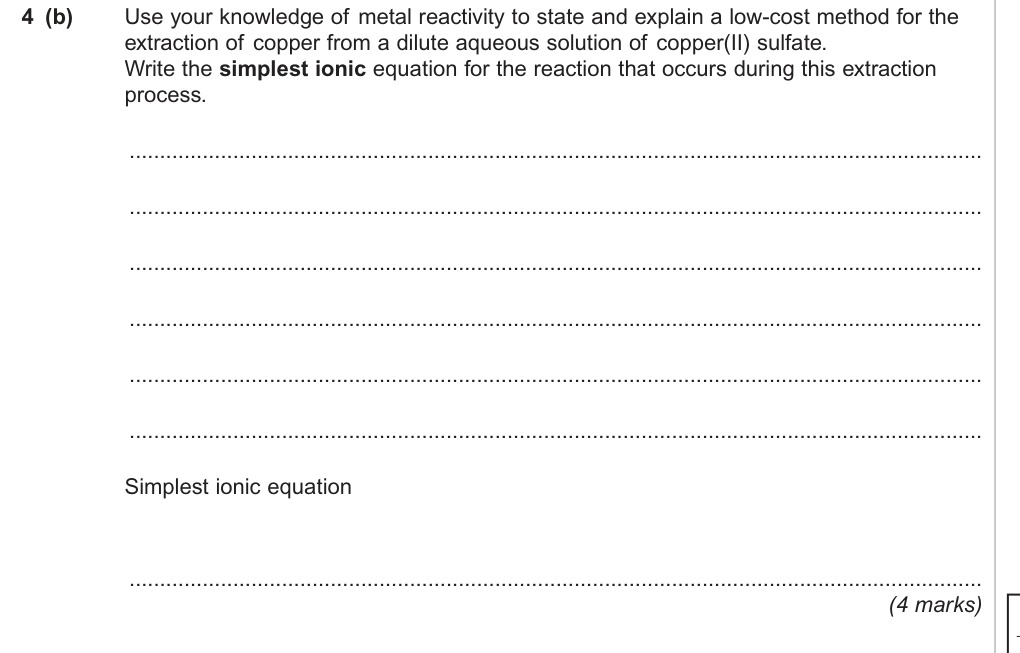 4 (b) Use your knowledge of metal reactivity to state and explain a low-cost method for the
extraction of copper from a dilute aqueous solution of copper(II) sulfate.
Write the simplest ionic equation for the reaction that occurs during this extraction
process.
Simplest ionic equation
(4 marks)